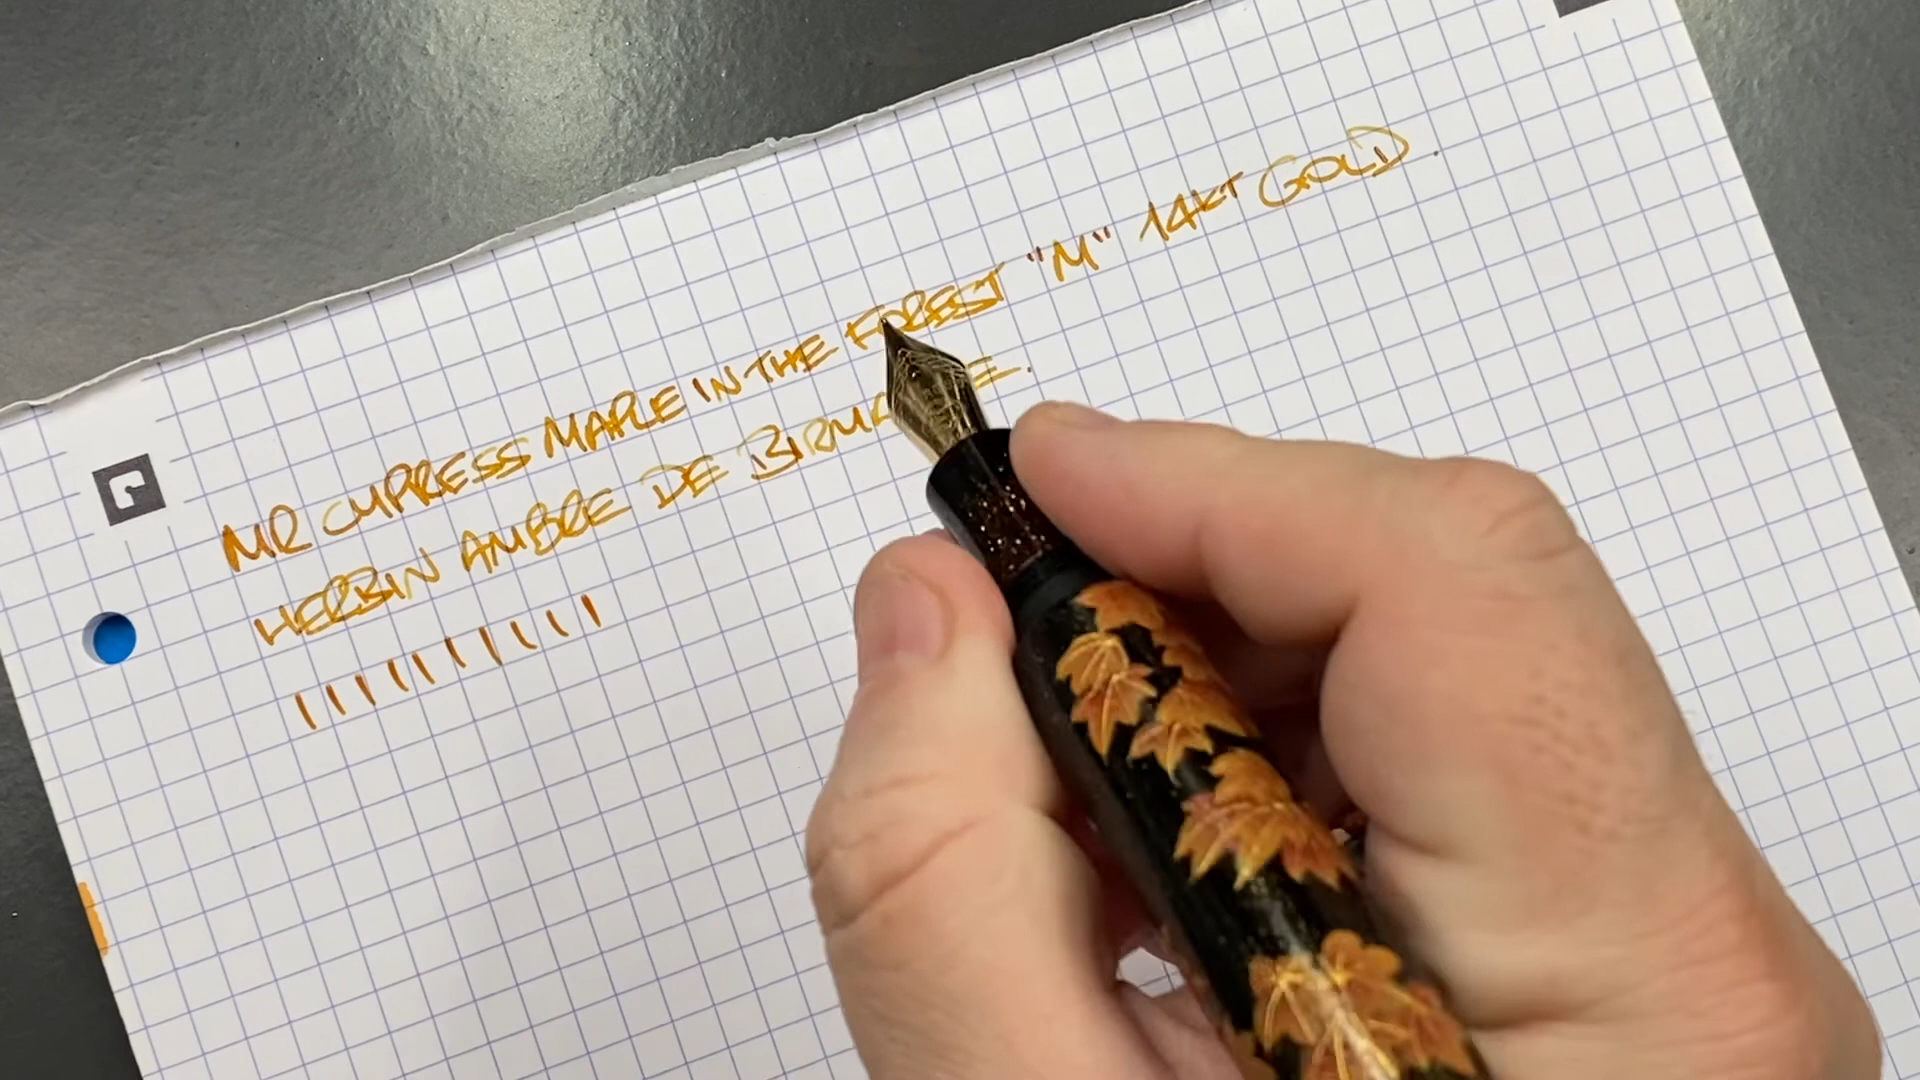 MR CYPRESS MAPLE IN THE FOREST "M" 14KT GOLD.
HERBIN AMBRE DE